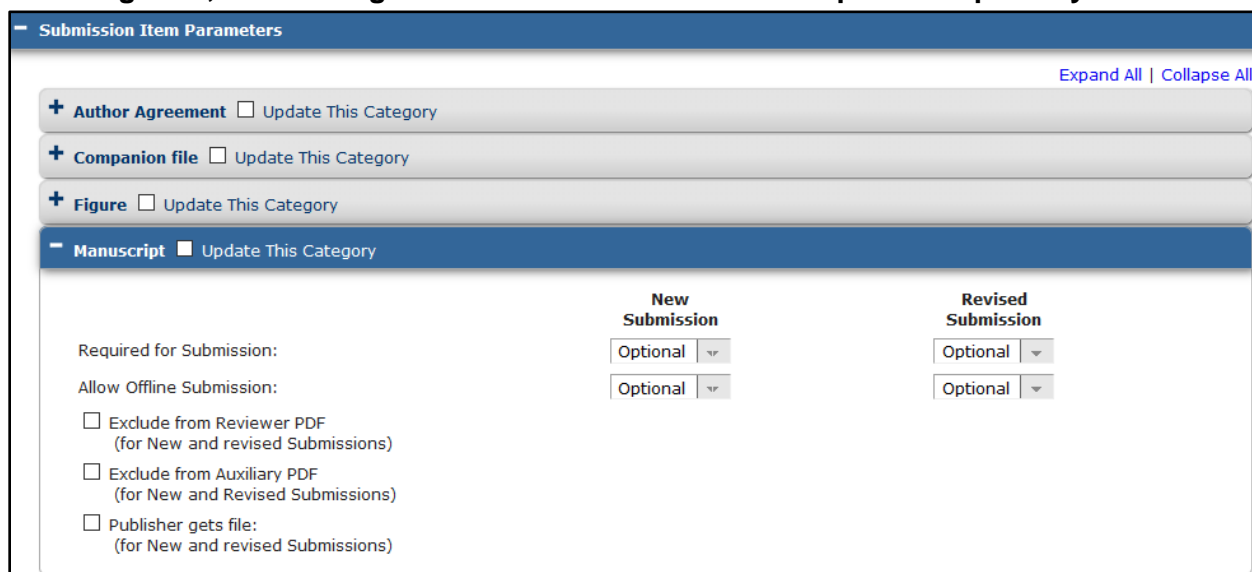 Submission Item Parameters
Expand All | Collapse All
Author Agreement Update This Category
Companion file Update This Category
Figure Update This Category
Manuscript Update This Category
New Submission Revised Submission
Required for Submission: Optional Optional
Allow Offline Submission: Optional Optional
Exclude from Reviewer PDF
(for New and revised Submissions)
Exclude from Auxiliary PDF
(for New and Revised Submissions)
Publisher gets file:
(for New and revised Submissions)